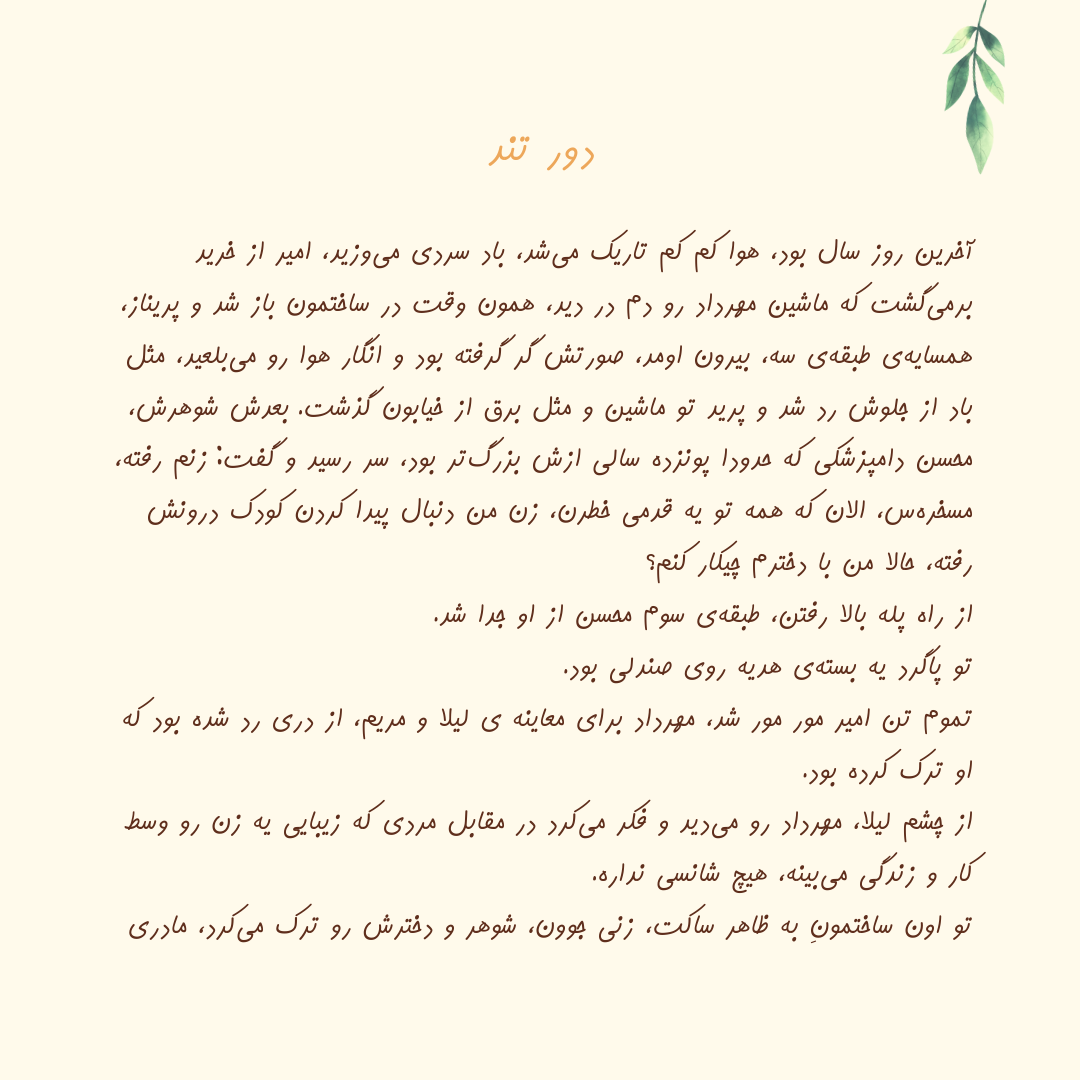 دور تند
آخرین روز سال بود، هوا کم کم تاریک می‌شد، باد سردی می‌وزید، امیر از خرید
برمی‌گشت که ماشین مهرداد رو دم در دید، همون وقت در ساختمون باز شد و پریناز،
همسایه‌ی طبقه‌ی سه، بیرون اومد، صورتش گر گرفته بود و انگار هوا رو می‌بلعید، مثل
باد از جلوش رد شد و پرید تو ماشین و مثل برق از خیابون گذشت. بعدش شوهرش،
محسن دامپزشکی که حدودا پونزده سالی ازش بزرگ‌تر بود، سر رسید و گفت: زنم رفته،
مسخره‌س، الان که همه تو یه قدمی خطرن، زن من دنبال پیدا کردن کودک درونش
رفته، حالا من با دخترم چیکار کنم؟
از راه پله بالا رفتن، طبقه‌ی سوم محسن از او جدا شد.
تو پاگرد یه بسته‌ی هدیه روی صندلی بود.
تموم تن امیر مور مور شد، مهرداد برای معاینه ی لیلا و مریم، از دری رد شده بود که
او ترک کرده بود.
از چشم لیلا، مهرداد رو می‌دید و فکر می‌کرد در مقابل مردی که زیبایی یه زن رو وسط
کار و زندگی می‌بینه، هیچ شانسی نداره.
تو اون ساختمونِ به ظاهر ساکت، زنی جوون، شوهر و دخترش رو ترک می‌کرد، مادری